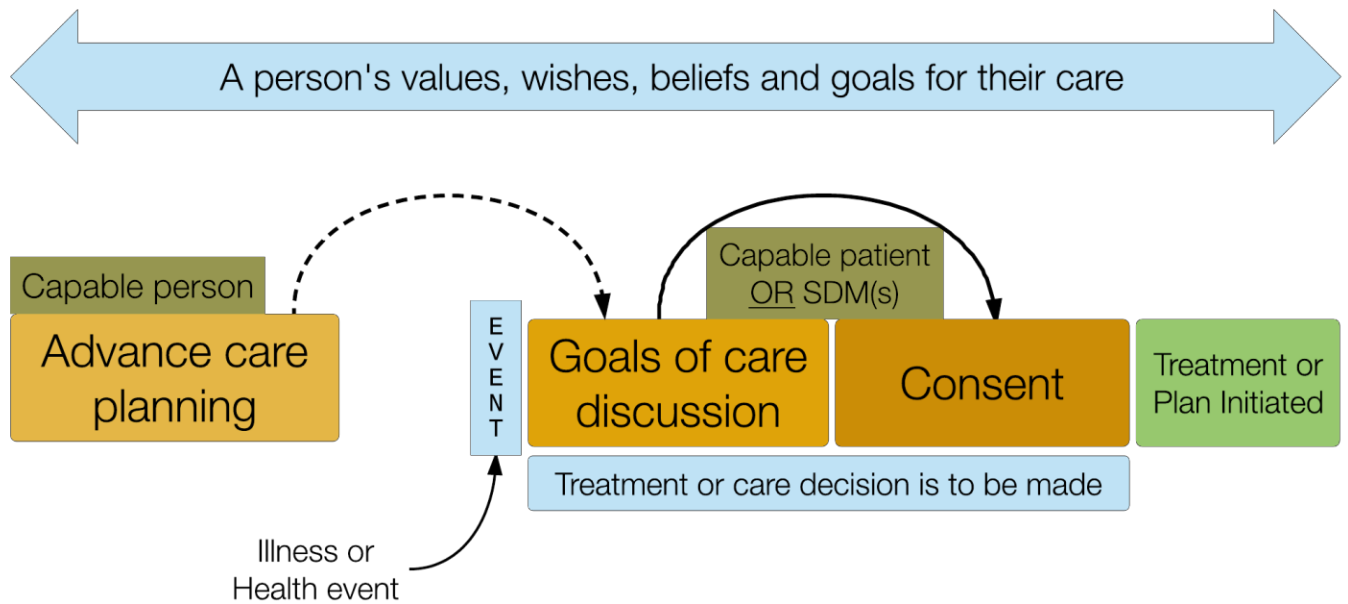 A person's values, wishes, beliefs and goals for their care
Capable person
Advance care
planning
EVENT
Illness or
Health event
Capable patient
OR SDM(s)
Goals of care
discussion
Consent
Treatment or care decision is to be made
Treatment or
Plan Initiated